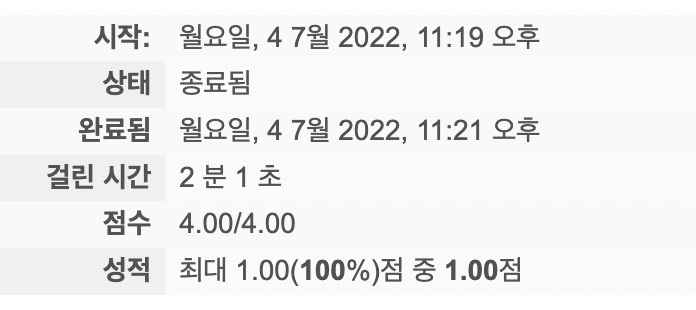 시작: 월요일, 4 7월 2022, 11:19 오후
상태 종료됨
완료됨 월요일, 4 7월 2022, 11:21 오후
걸린 시간 2 분 1 초
점수 4.00/4.00
성적 최대 1.00(100%)점 중 1.00점